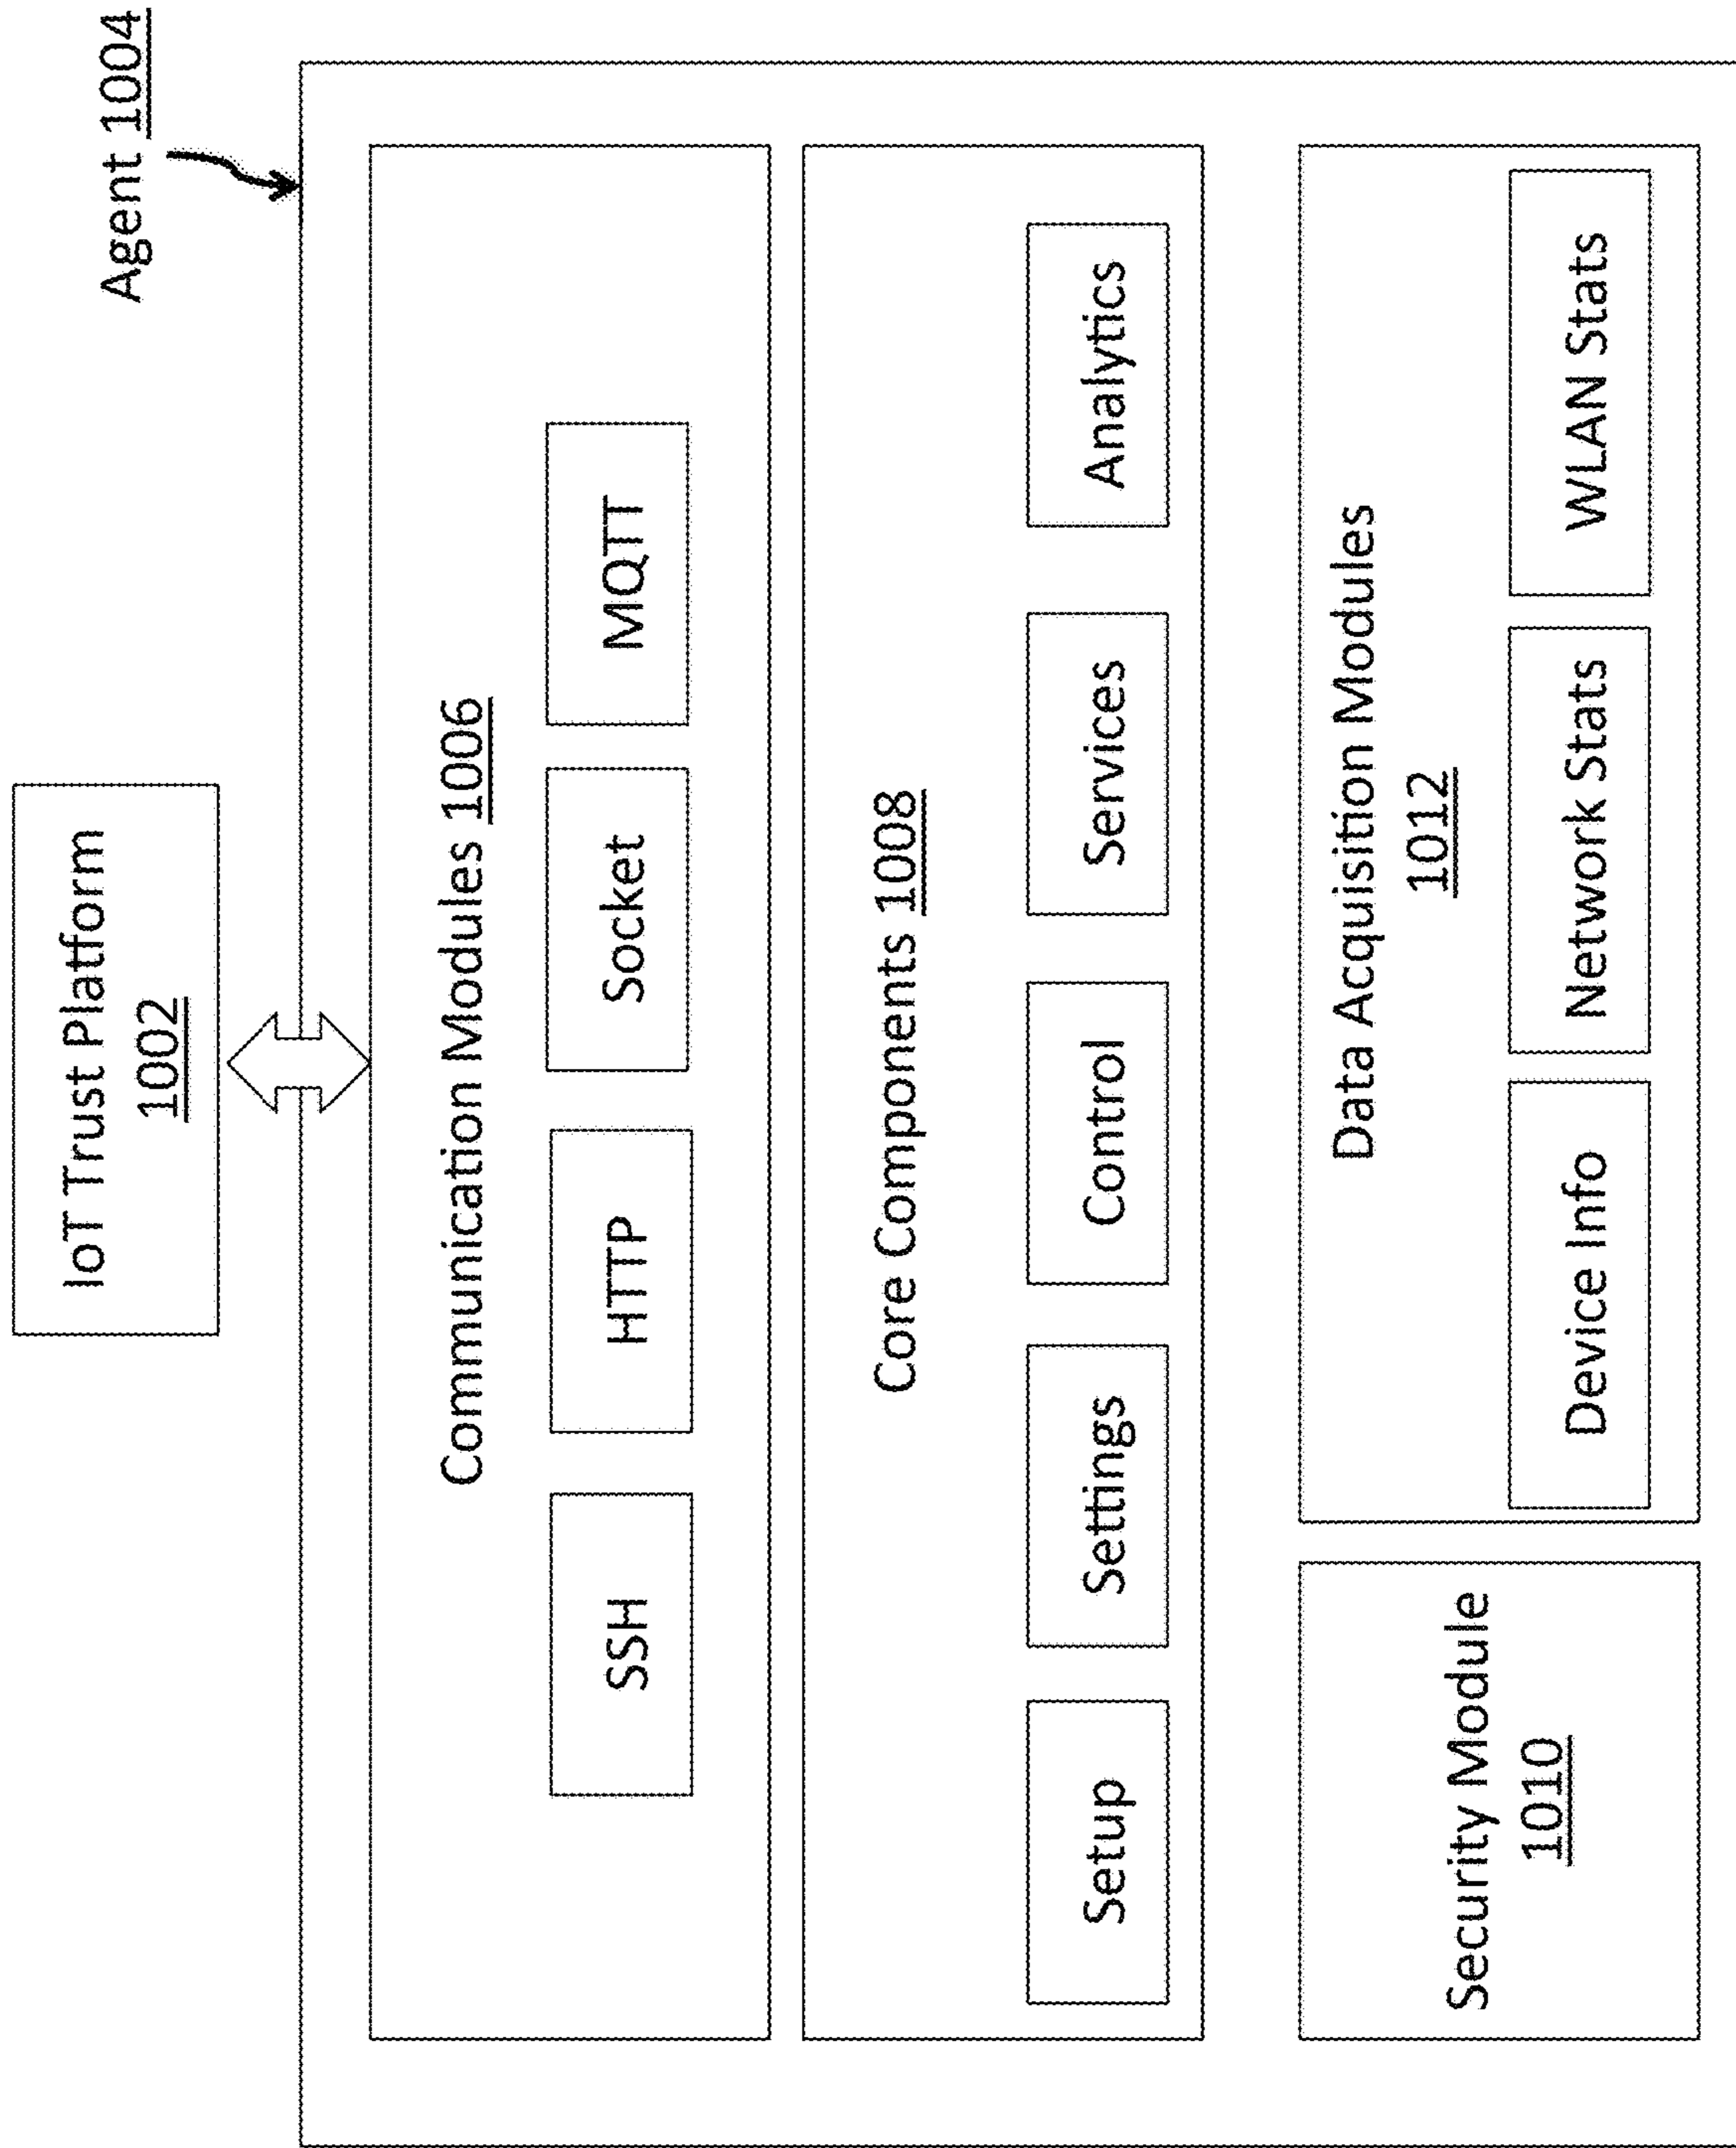 IoT Trust Platform
1002
Agent 1004
Communication Modules 1006
SSH
HTTP
Socket
MQTT
Core Components 1008
Setup
Settings
Control
Services
Analytics
Security Module
1010
Data Acquisition Modules
1012
Device Info
Network Stats
WLAN Stats